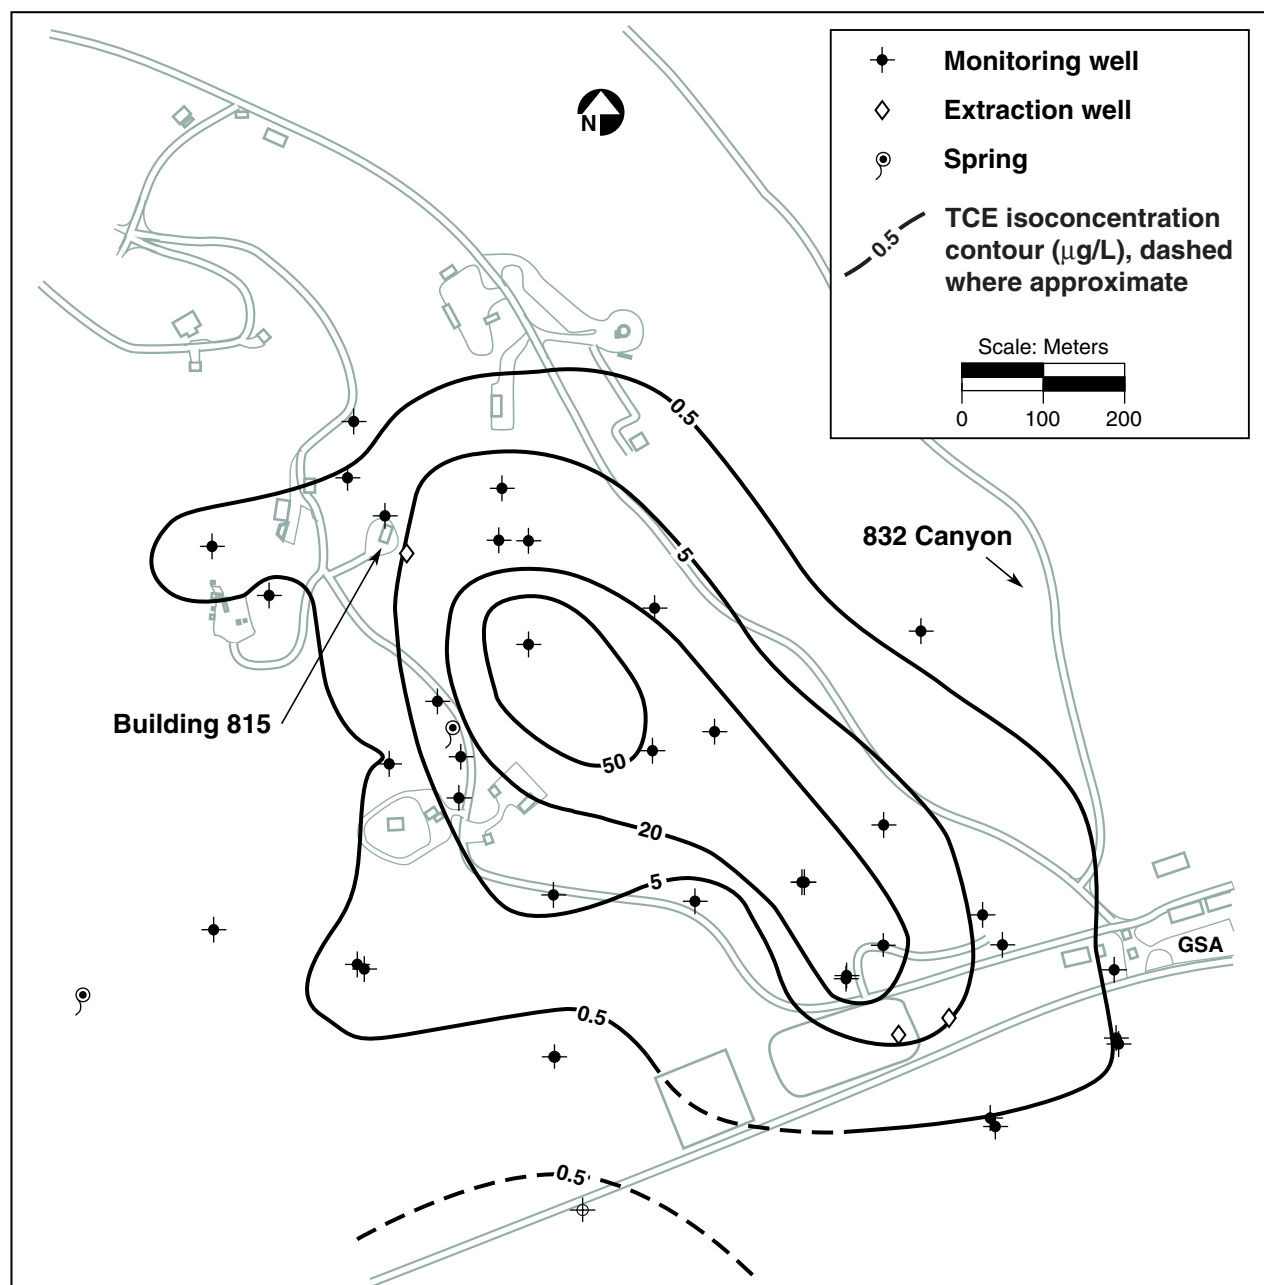 Monitoring well
Extraction well
Spring
0.5
TCE isoconcentration
contour (μg/L), dashed
where approximate
Scale: Meters
0 100 200
N
0.5
5
832 Canyon
Building 815
50
20
5
GSA
0.5
0.5